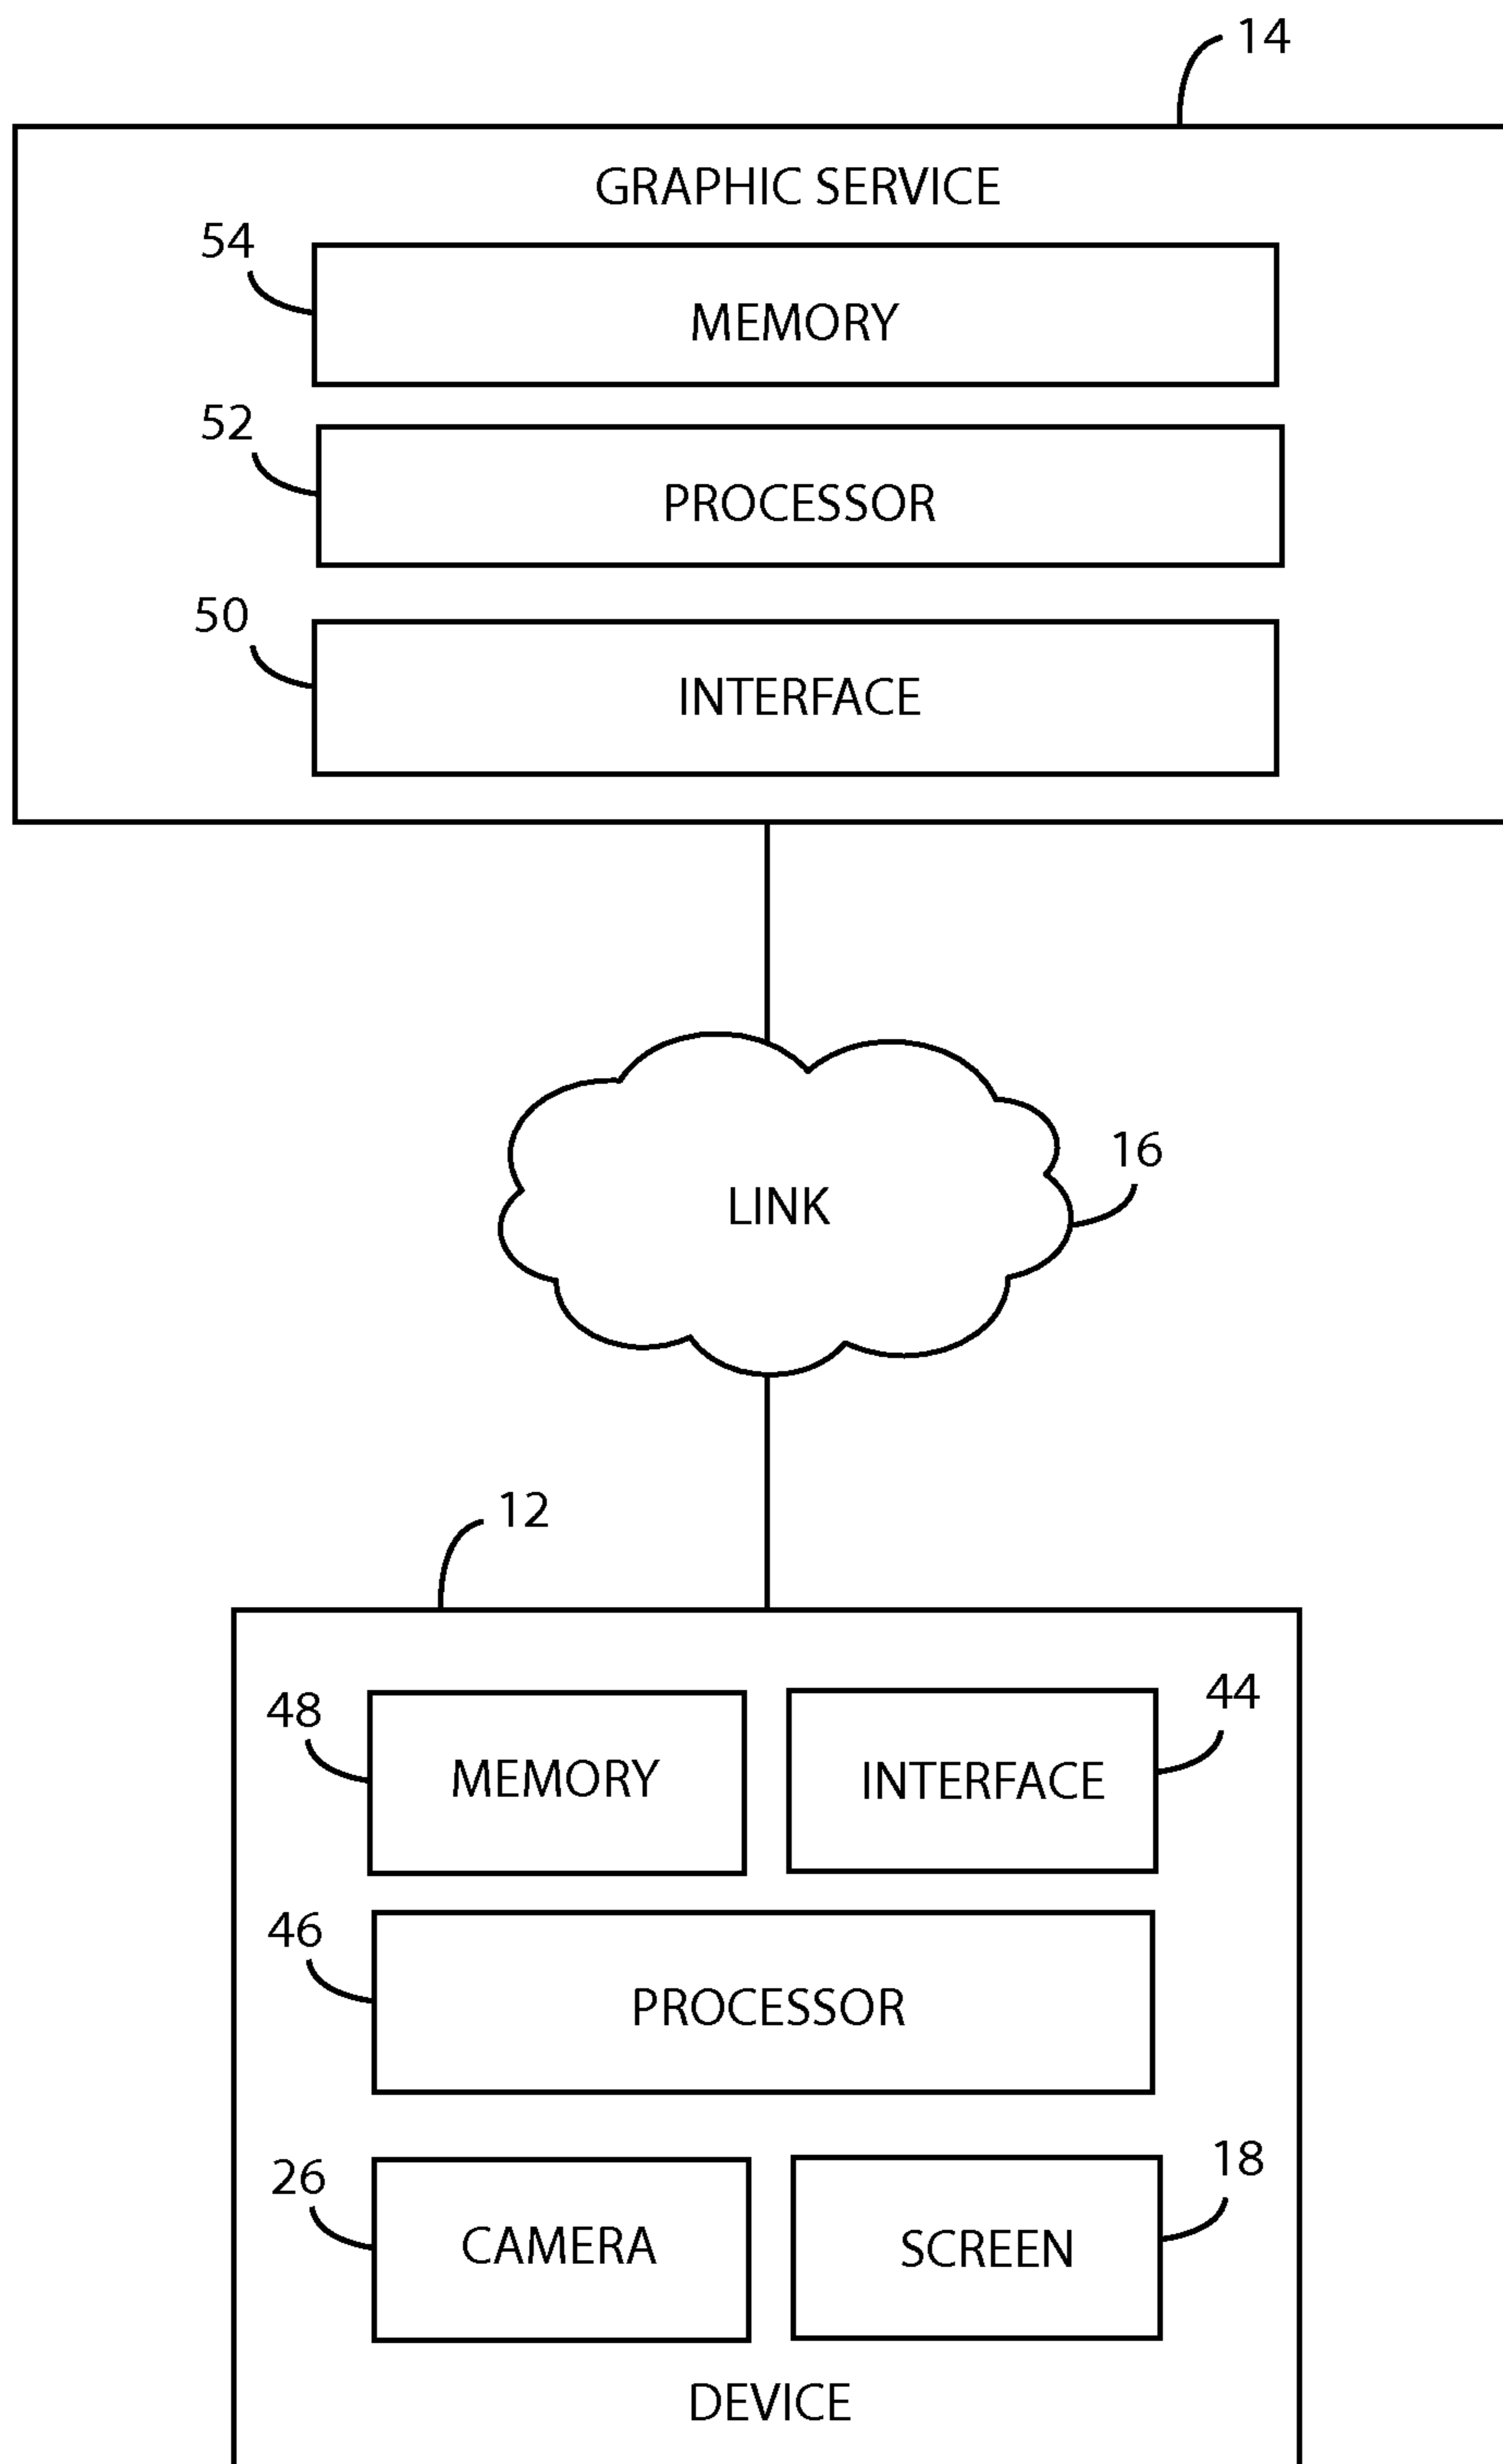 14
GRAPHIC SERVICE
54
MEMORY
52
PROCESSOR
50
INTERFACE
16
LINK
12
48
MEMORY
44
INTERFACE
46
PROCESSOR
26
CAMERA
18
SCREEN
DEVICE